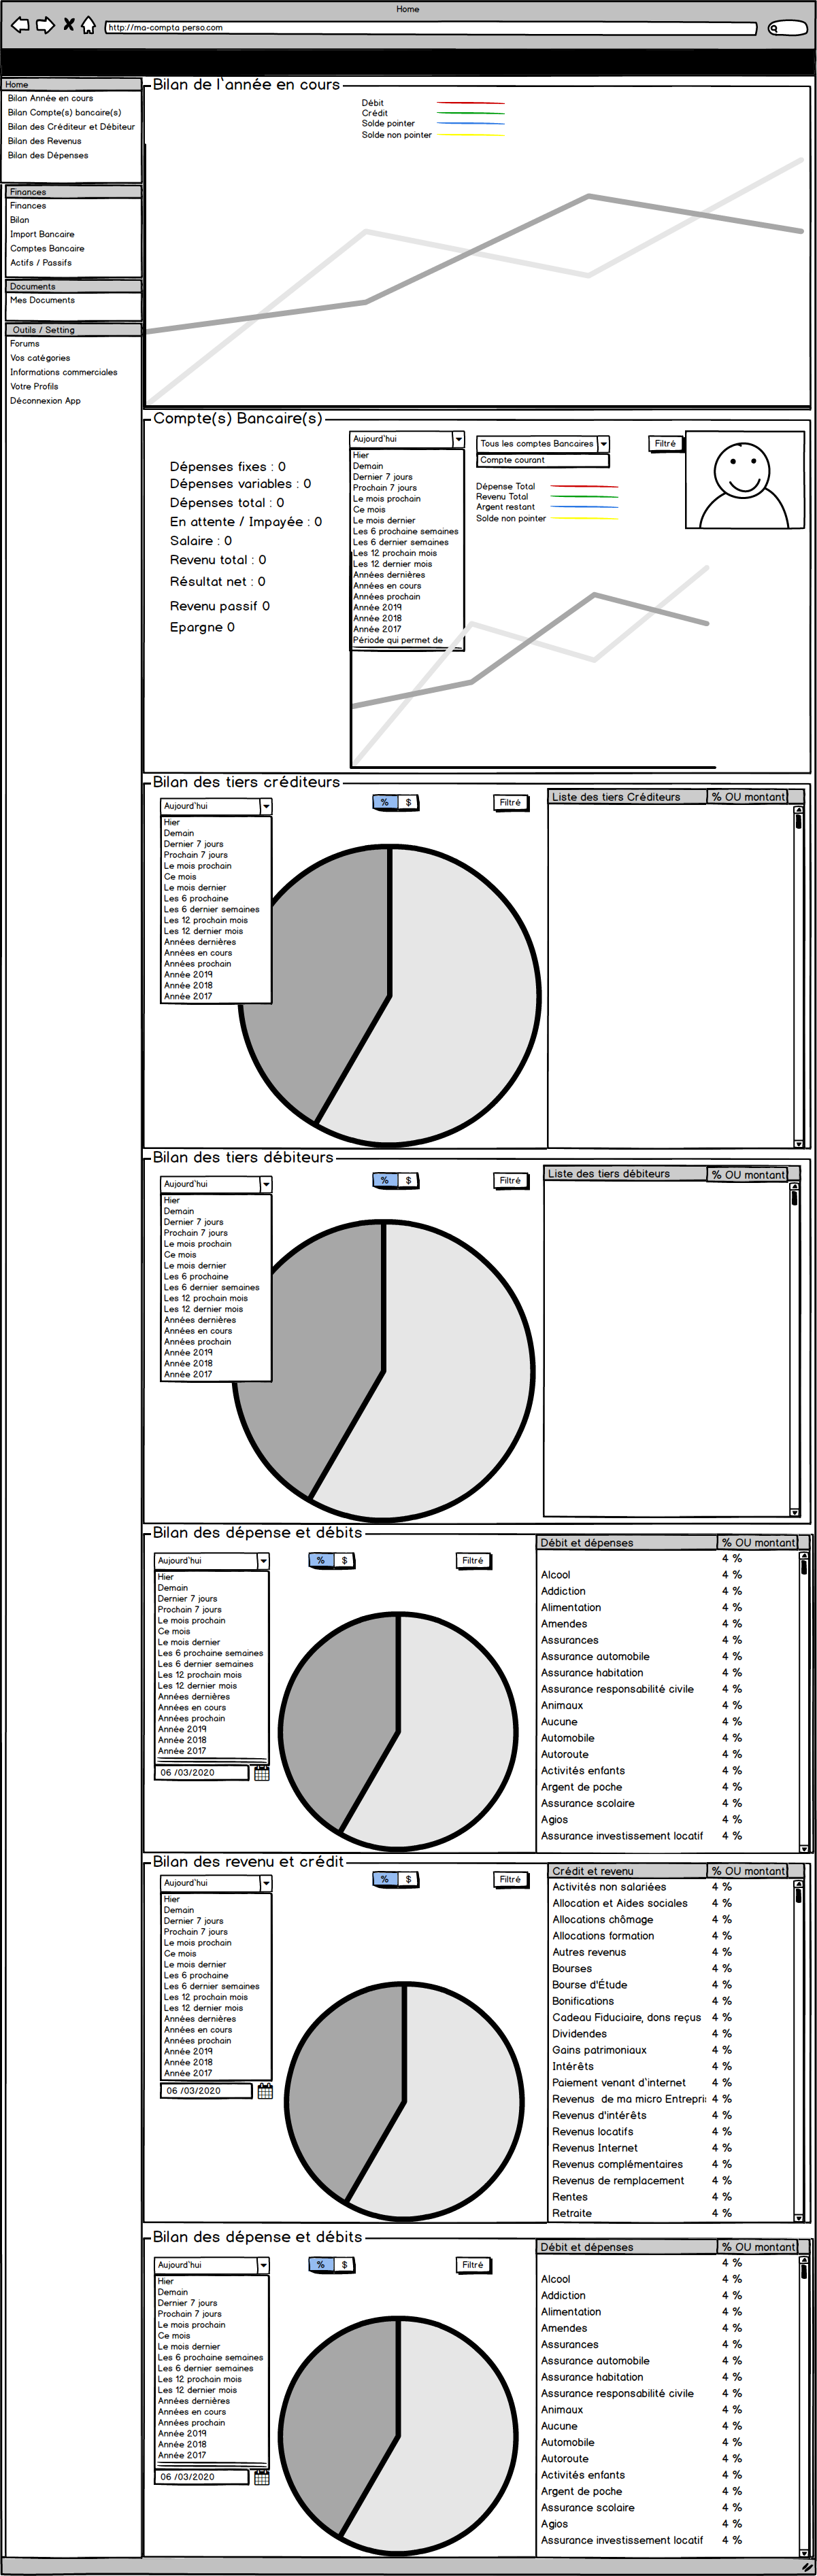 Home
http://ma-compta perso.com
Home
Bilan Année en cours
Bilan Compte(s) bancaire(s)
Bilan des Créditeur et Débiteur
Bilan des Revenus
Bilan des Dépenses
Finances
Finances
Bilan
Import Bancaire
Comptes Bancaire
Actifs / Passifs
Documents
Mes Documents
Outils / Setting
Forums
Vos catégories
Informations commerciales
Votre Profils
Déconnexion App
Bilan de l'année en cours
Débit
Crédit
Solde pointer
Solde non pointer
Compte(s) Bancaire(s)
Dépenses fixes : 0
Dépenses variables : 0
Dépenses total : 0
En attente / Impayée : 0
Salaire : 0
Revenu total : 0
Résultat net : 0
Revenu passif 0
Epargne 0
Aujourd'hui
Hier
Demain
Dernier 7 jours
Prochain 7 jours
Le mois prochain
Ce mois
Le mois dernier
Les 6 prochaine semaines
Les 6 dernier semaines
Les 12 prochain mois
Les 12 dernier mois
Années dernières
Années en cours
Années prochain
Année 2019
Année 2018
Année 2017
Période qui permet de
Tous les comptes Bancaires
Compte courant
Filtré
Dépense Total
Revenu Total
Argent restant
Solde non pointer
Bilan des tiers créditeurs
Aujourd'hui
Hier
Demain
Dernier 7 jours
Prochain 7 jours
Le mois prochain
Ce mois
Le mois dernier
Les 6 prochaine
Les 6 dernier semaines
Les 12 prochain mois
Les 12 dernier mois
Années dernières
Années en cours
Années prochain
Année 2019
Année 2018
Année 2017
% $
Filtré
Liste des tiers Créditeurs % OU montant
Bilan des tiers débiteurs
Aujourd'hui
Hier
Demain
Dernier 7 jours
Prochain 7 jours
Le mois prochain
Ce mois
Le mois dernier
Les 6 prochaine
Les 6 dernier semaines
Les 12 prochain mois
Les 12 dernier mois
Années dernières
Années en cours
Années prochain
Année 2019
Année 2018
Année 2017
% $
Filtré
Liste des tiers débiteurs % OU montant
Bilan des dépense et débits
Aujourd'hui
Hier
Demain
Dernier 7 jours
Prochain 7 jours
Le mois prochain
Ce mois
Le mois dernier
Les 6 prochaine semaines
Les 6 dernier semaines
Les 12 prochain mois
Les 12 dernier mois
Années dernières
Années en cours
Années prochain
Année 2019
Année 2018
Année 2017
06 /03/2020
% $
Filtré
Débit et dépenses % OU montant
4 %
Alcool 4 %
Addiction 4 %
Alimentation 4 %
Amendes 4 %
Assurances 4 %
Assurance automobile 4 %
Assurance habitation 4 %
Assurance responsabilité civile 4 %
Animaux 4 %
Aucune 4 %
Automobile 4 %
Autoroute 4 %
Activités enfants 4 %
Argent de poche 4 %
Assurance scolaire 4 %
Agios 4 %
Assurance investissement locatif 4 %
Bilan des revenu et crédit
Aujourd'hui
Hier
Demain
Dernier 7 jours
Prochain 7 jours
Le mois prochain
Ce mois
Le mois dernier
Les 6 prochaine
Les 6 dernier semaines
Les 12 prochain mois
Les 12 dernier mois
Années dernières
Années en cours
Années prochain
Année 2019
Année 2018
Année 2017
06 /03/2020
% $
Filtré
Crédit et revenu % OU montant
Activités non salariées 4 %
Allocation et Aides sociales 4 %
Allocations chômage 4 %
Allocations formation 4 %
Autres revenus 4 %
Bourses 4 %
Bourse d'Étude 4 %
Bonifications 4 %
Cadeau Fiduciaire, dons reçus 4 %
Dividendes 4 %
Gains patrimoniaux 4 %
Intérêts 4 %
Paiement venant d'internet 4 %
Revenus de ma micro Entrepri 4 %
Revenus d'intérêts 4 %
Revenus locatifs 4 %
Revenus Internet 4 %
Revenus complémentaires 4 %
Revenus de remplacement 4 %
Rentes 4 %
Retraite 4 %
Bilan des dépense et débits
Aujourd'hui
Hier
Demain
Dernier 7 jours
Prochain 7 jours
Le mois prochain
Ce mois
Le mois dernier
Les 6 prochaine semaines
Les 6 dernier semaines
Les 12 prochain mois
Les 12 dernier mois
Années dernières
Années en cours
Années prochain
Année 2019
Année 2018
Année 2017
06 /03/2020
% $
Filtré
Débit et dépenses % OU montant
4 %
Alcool 4 %
Addiction 4 %
Alimentation 4 %
Amendes 4 %
Assurances 4 %
Assurance automobile 4 %
Assurance habitation 4 %
Assurance responsabilité civile 4 %
Animaux 4 %
Aucune 4 %
Automobile 4 %
Autoroute 4 %
Activités enfants 4 %
Argent de poche 4 %
Assurance scolaire 4 %
Agios 4 %
Assurance investissement locatif 4 %